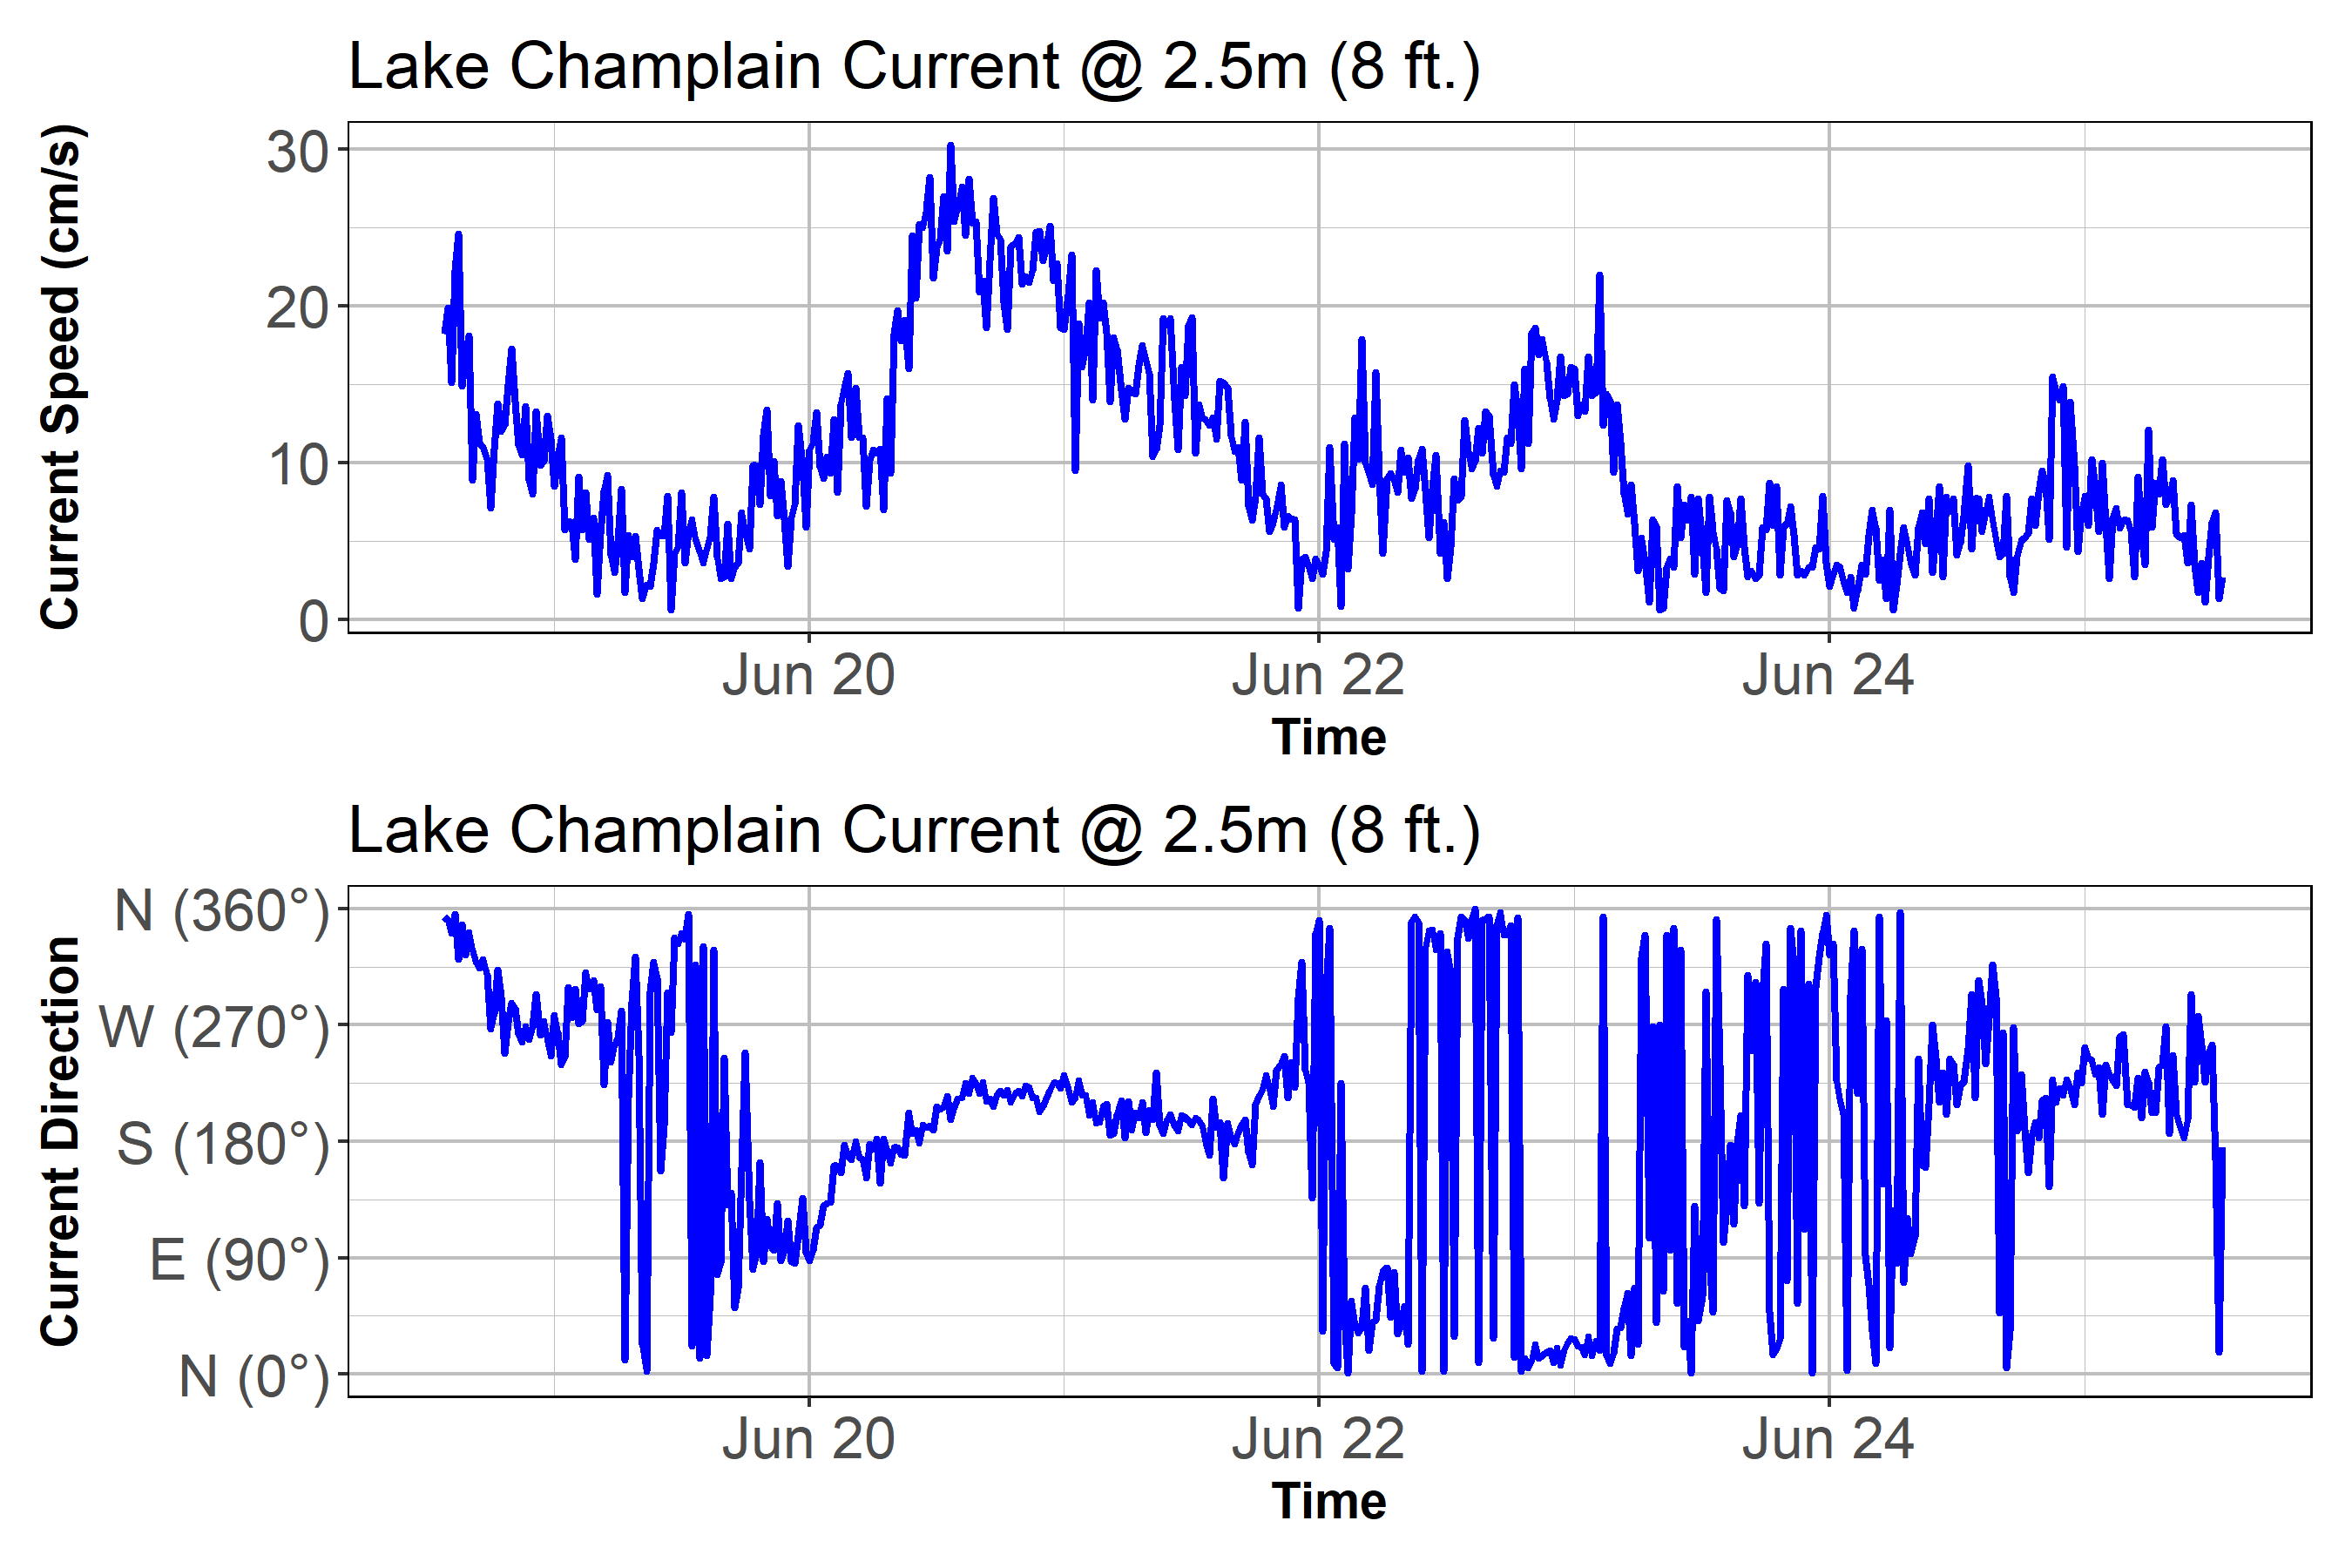 Lake Champlain Current @ 2.5m (8 ft.)
Current Speed (cm/s)
30
20
10
0
Jun 20 Jun 22 Jun 24
Time
Lake Champlain Current @ 2.5m (8 ft.)
Current Direction
N (360°)
W (270°)
S (180°)
E (90°)
N (0°)
Jun 20 Jun 22 Jun 24
Time